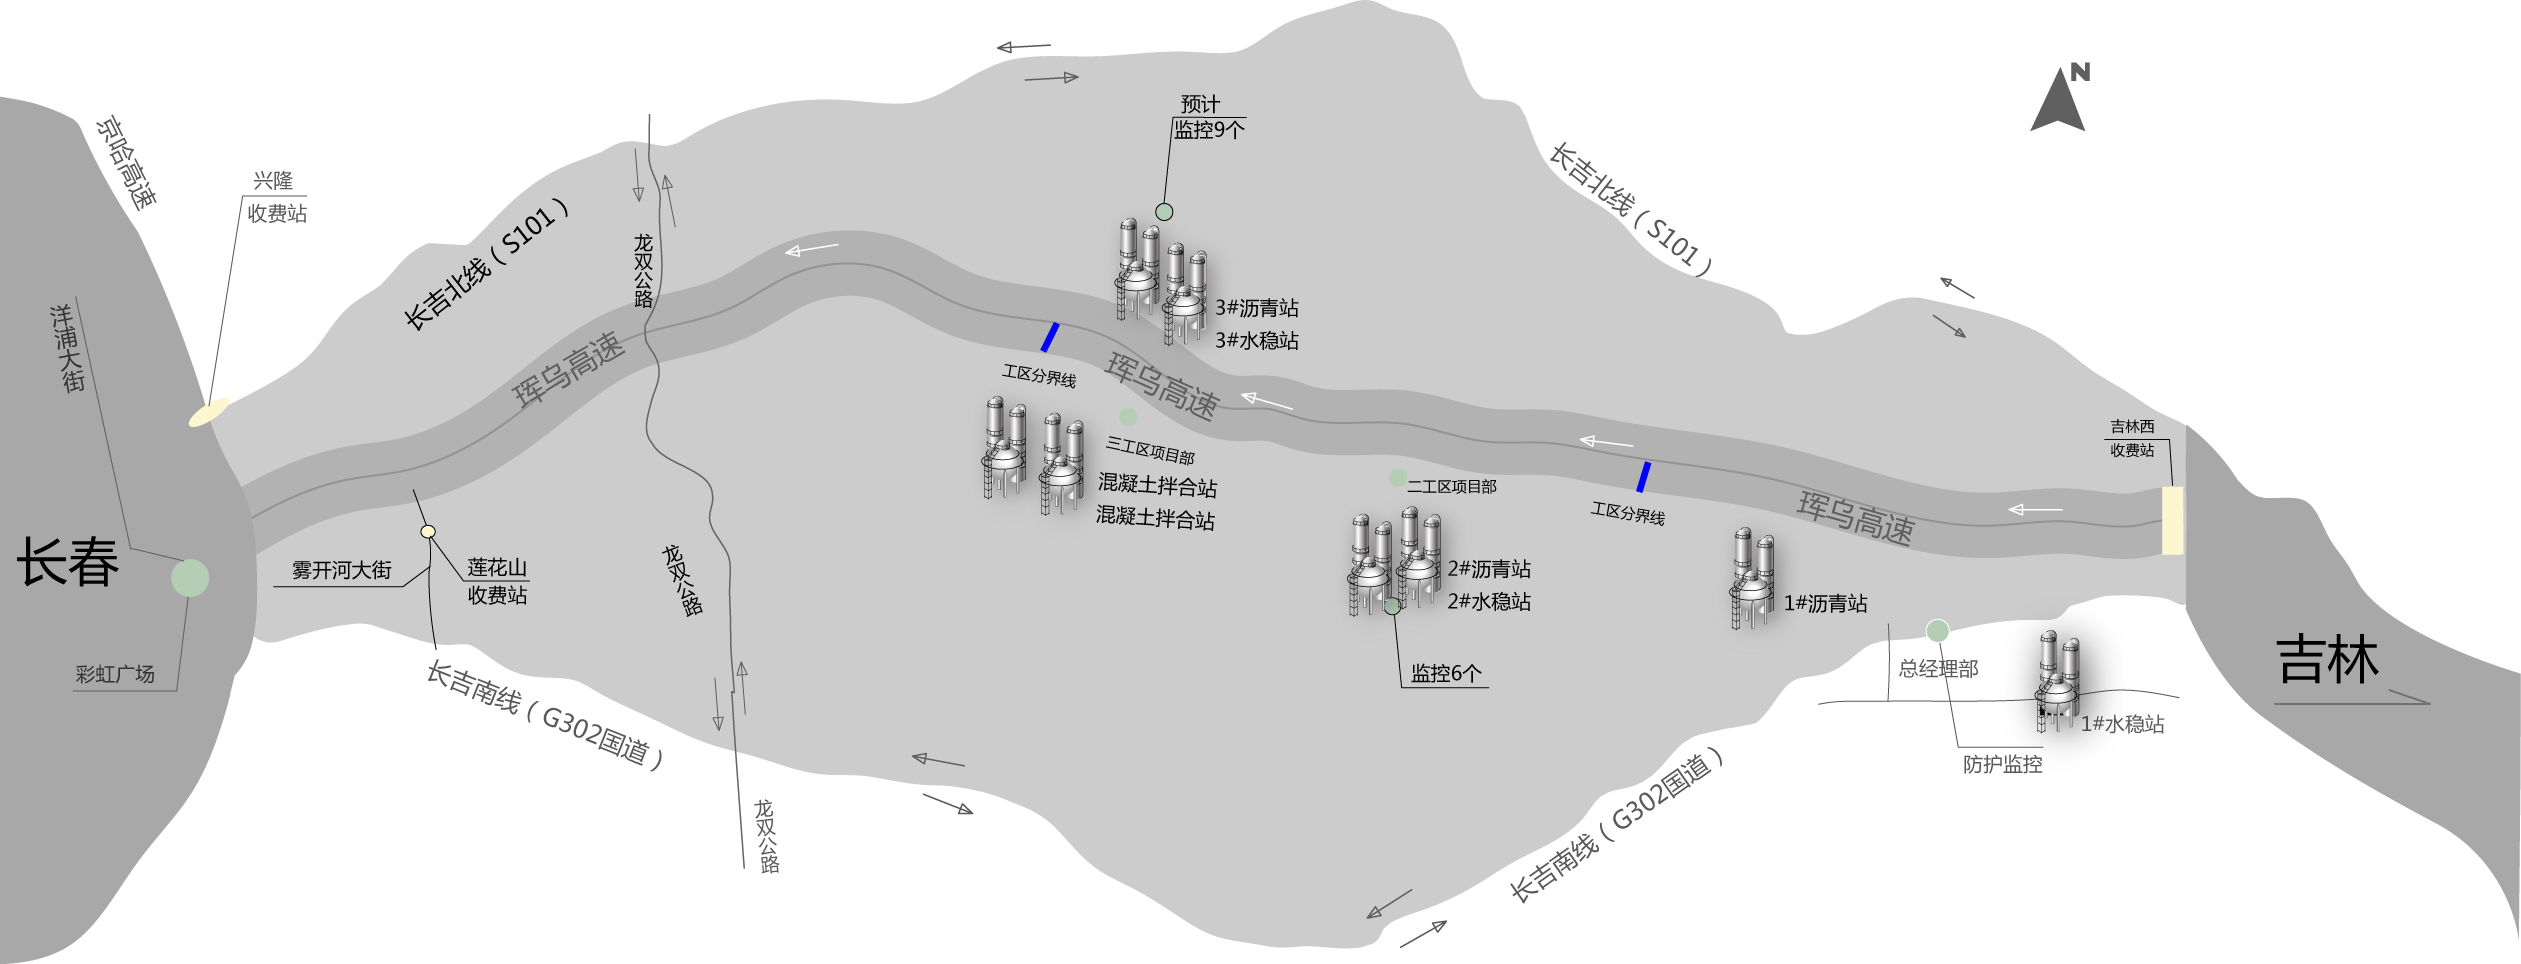 N
预计
监控9个
京哈高速
兴隆
收费站
长吉北线（S101）
长吉北线（S101）
龙双公路
洋浦大街
3#沥青站
3#水稳站
珲乌高速
珲乌高速
工区分界线
三工区项目部
混凝土拌合站
混凝土拌合站
吉林西
收费站
二工区项目部
工区分界线
珲乌高速
长春
雾开河大街
莲花山
收费站
龙双公路
2#沥青站
2#水稳站
1#沥青站
彩虹广场
长吉南线（G302国道）
监控6个
总经理部
吉林
1#水稳站
防护监控
龙双公路
长吉南线（G302国道）